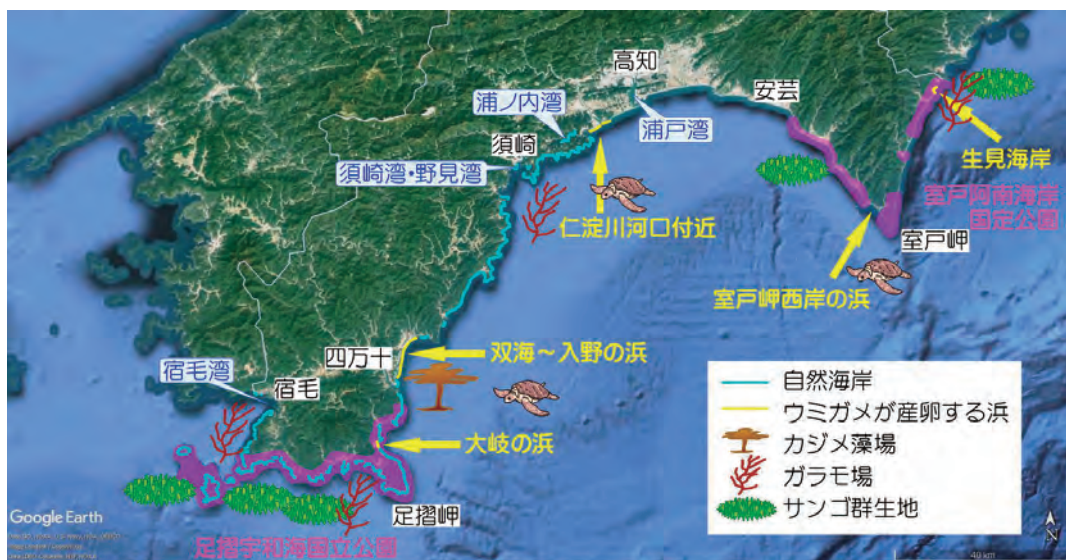 高知
安芸
浦ノ内湾
浦戸湾
須崎
須崎湾・野見湾
生見海岸
仁淀川河口付近
室戸阿南海岸
国定公園
室戸岬
室戸岬西岸の浜
四万十
双海～入野の浜
宿毛湾
宿毛
大岐の浜
足摺岬
足摺宇和海国立公園
自然海岸
ウミガメが産卵する浜
カジメ藻場
ガラモ場
サンゴ群生地
Google Earth
N
40 km